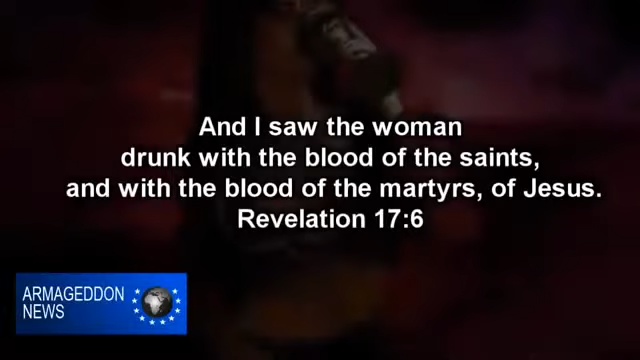 And I saw the woman
drunk with the blood of the saints,
and with the blood of the martyrs, of Jesus.
Revelation 17:6
ARMAGEDDON
NEWS